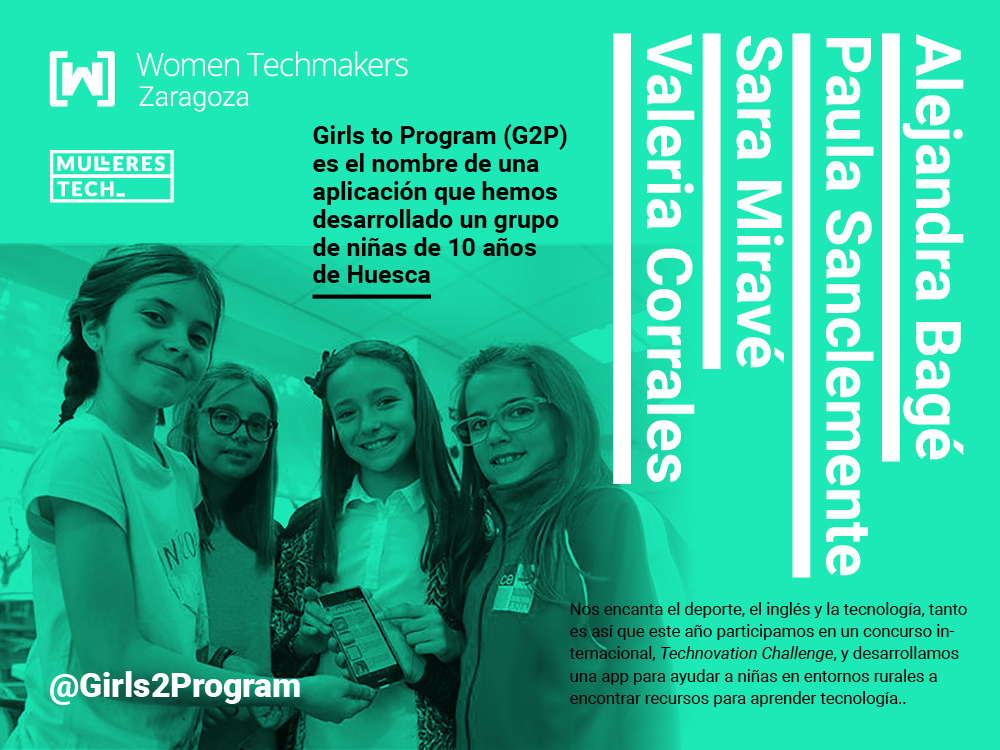 [W] Women Techmakers
Zaragoza
MULLERES
TECH_
Girls to Program (G2P)
es el nombre de una
aplicación que hemos
desarrollado un grupo
de niñas de 10 años
de Huesca
Alejandra Bagé
Paula Sanclermente
Sara Miravé
Valeria Corrales
Nos encanta el deporte, el inglés y la tecnología, tanto
es así que este año participamos en un concurso in-
ternacional, Technovation Challenge, y desarrollamos
una app para ayudar a niñas en entornos rurales a
encontrar recursos para aprender tecnología..
@Girls2Program